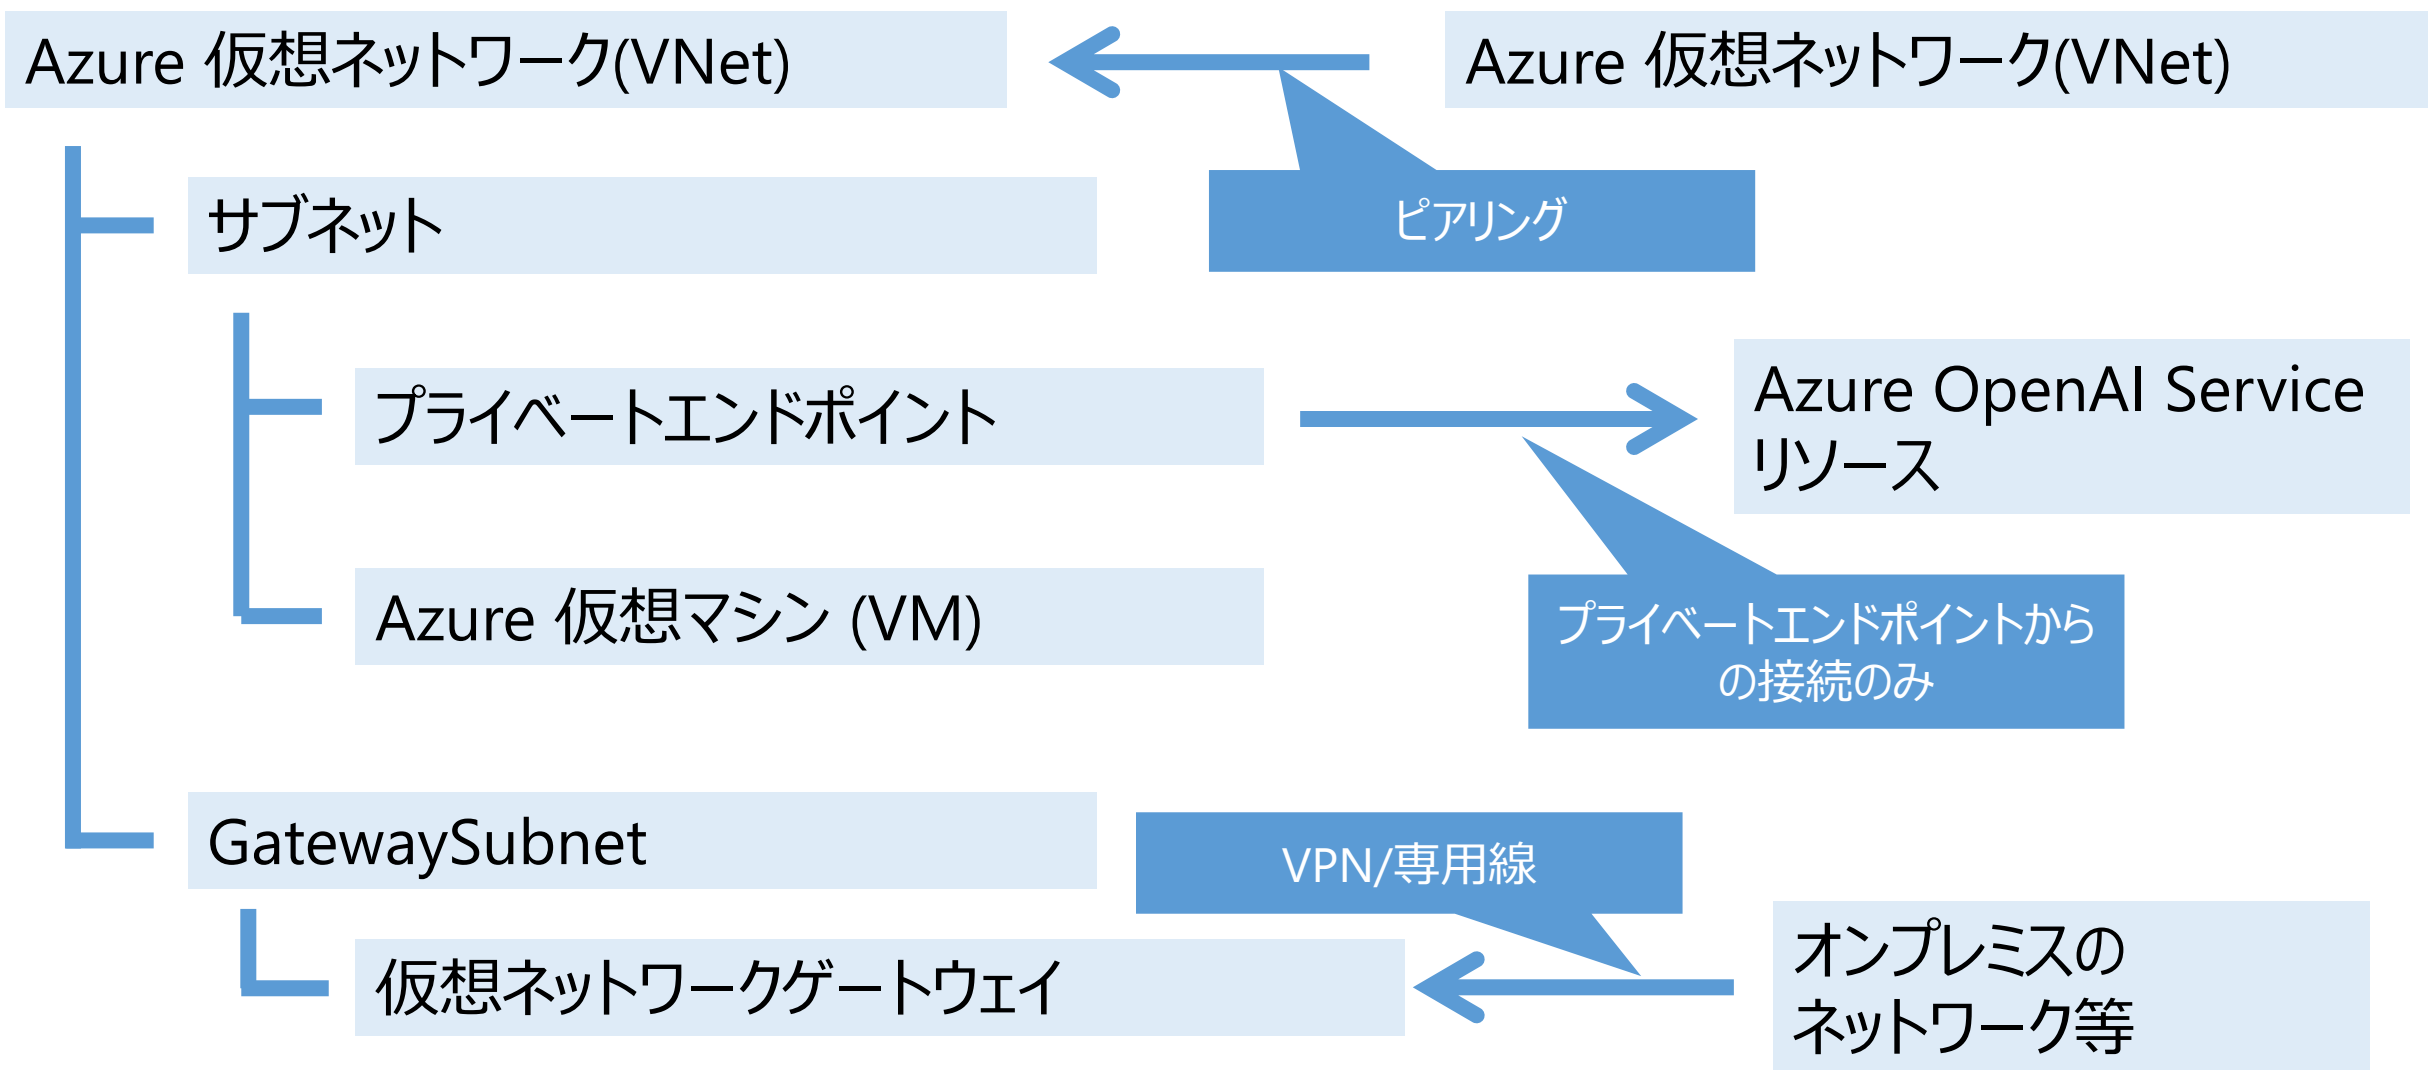 Azure 仮想ネットワーク(VNet)
Azure 仮想ネットワーク(VNet)
サブネット
ピアリング
プライベートエンドポイント
Azure OpenAI Service
リソース
Azure 仮想マシン (VM)
プライベートエンドポイントから
の接続のみ
GatewaySubnet
VPN/専用線
仮想ネットワークゲートウェイ
オンプレミスの
ネットワーク等